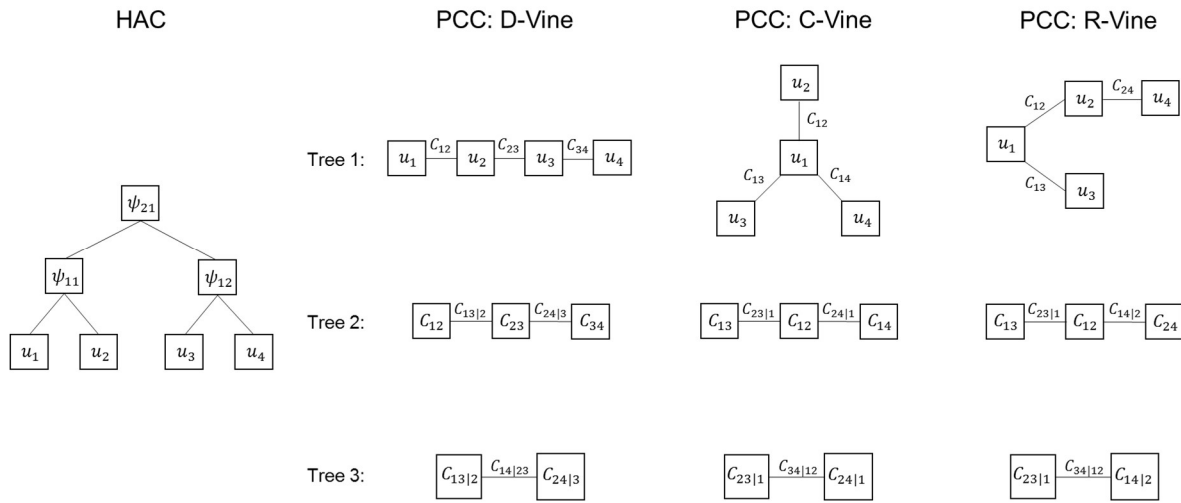 HAC PCC: D-Vine PCC: C-Vine PCC: R-Vine
u₂ u₂ C₂₄ u₄
C₁₂
C₁₂ C₁₂ C₂₃ C₃₄ u₁
Tree 1: u₁ u₂ u₃ u₄ u₁
C₁₃ C₁₄ C₁₃
ψ₂₁ u₃ u₄ u₃
ψ₁₁ ψ₁₂
C₁₃|₂ C₂₄|₃ C₂₃|₁ C₂₄|₁ C₂₃|₁ C₁₄|₂
Tree 2: C₁₂ C₂₃ C₃₄ C₁₃ C₁₂ C₁₄ C₁₃ C₁₂ C₂₄
u₁ u₂ u₃ u₄
C₁₄|₂₃ C₃₄|₁₂ C₃₄|₁₂
Tree 3: C₁₃|₂ C₂₄|₃ C₂₃|₁ C₂₄|₁ C₂₃|₁ C₁₄|₂